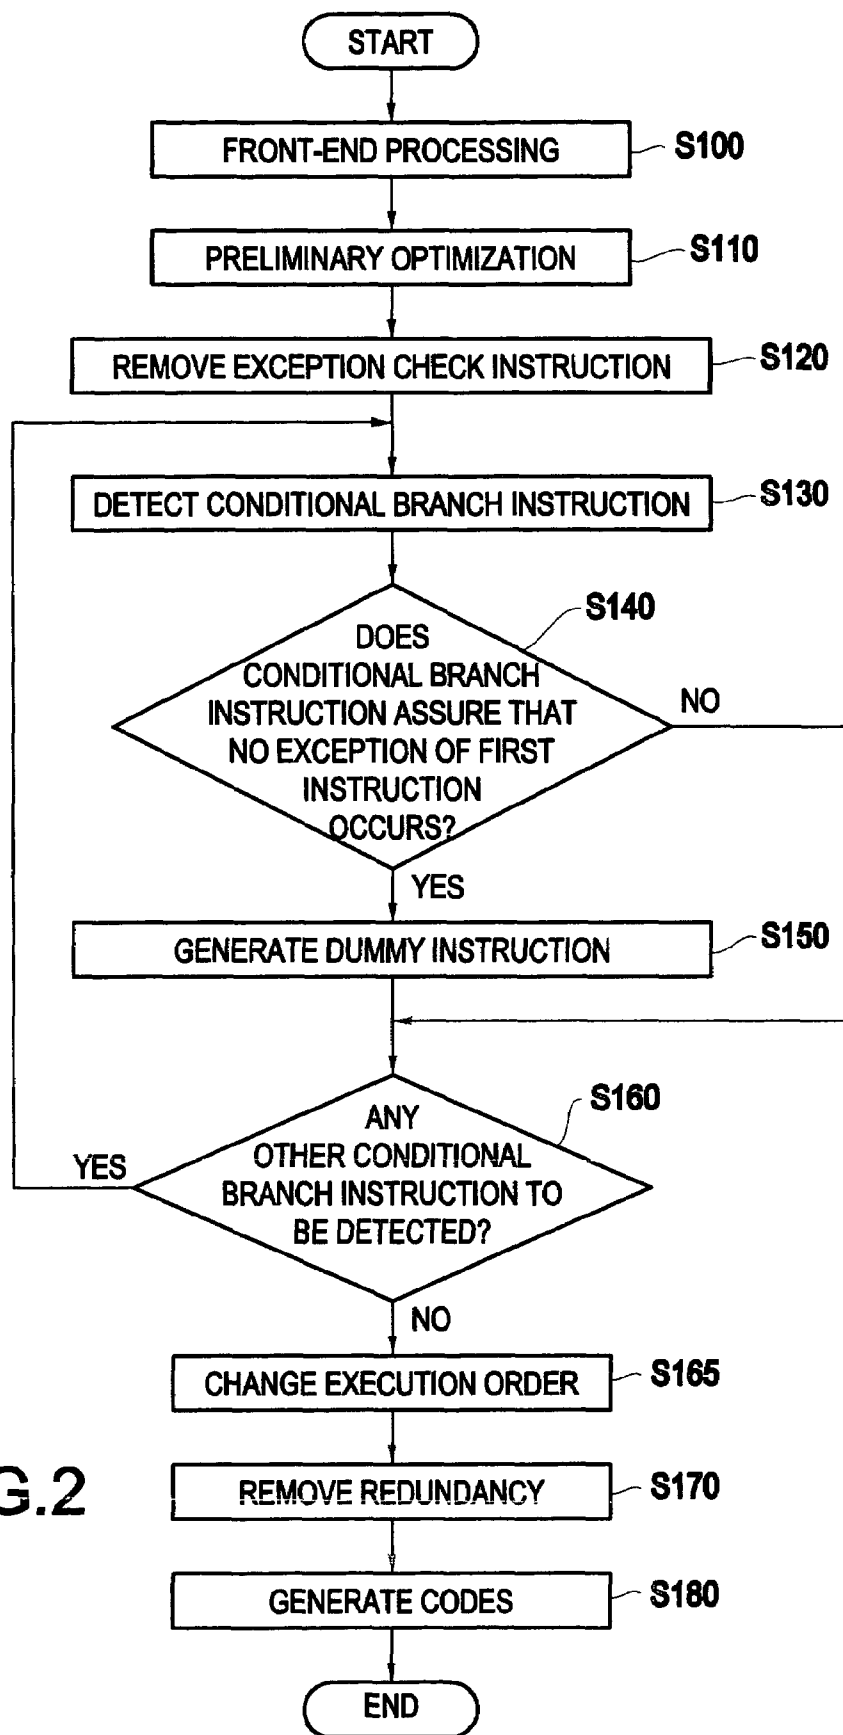 START
FRONT-END PROCESSING
S100
PRELIMINARY OPTIMIZATION
S110
REMOVE EXCEPTION CHECK INSTRUCTION
S120
DETECT CONDITIONAL BRANCH INSTRUCTION
S130
S140
DOES
CONDITIONAL BRANCH
INSTRUCTION ASSURE THAT
NO EXCEPTION OF FIRST
INSTRUCTION
OCCURS?
NO
YES
GENERATE DUMMY INSTRUCTION
S150
S160
ANY
OTHER CONDITIONAL
BRANCH INSTRUCTION TO
BE DETECTED?
YES
NO
CHANGE EXECUTION ORDER
S165
REMOVE REDUNDANCY
S170
G.2
GENERATE CODES
S180
END